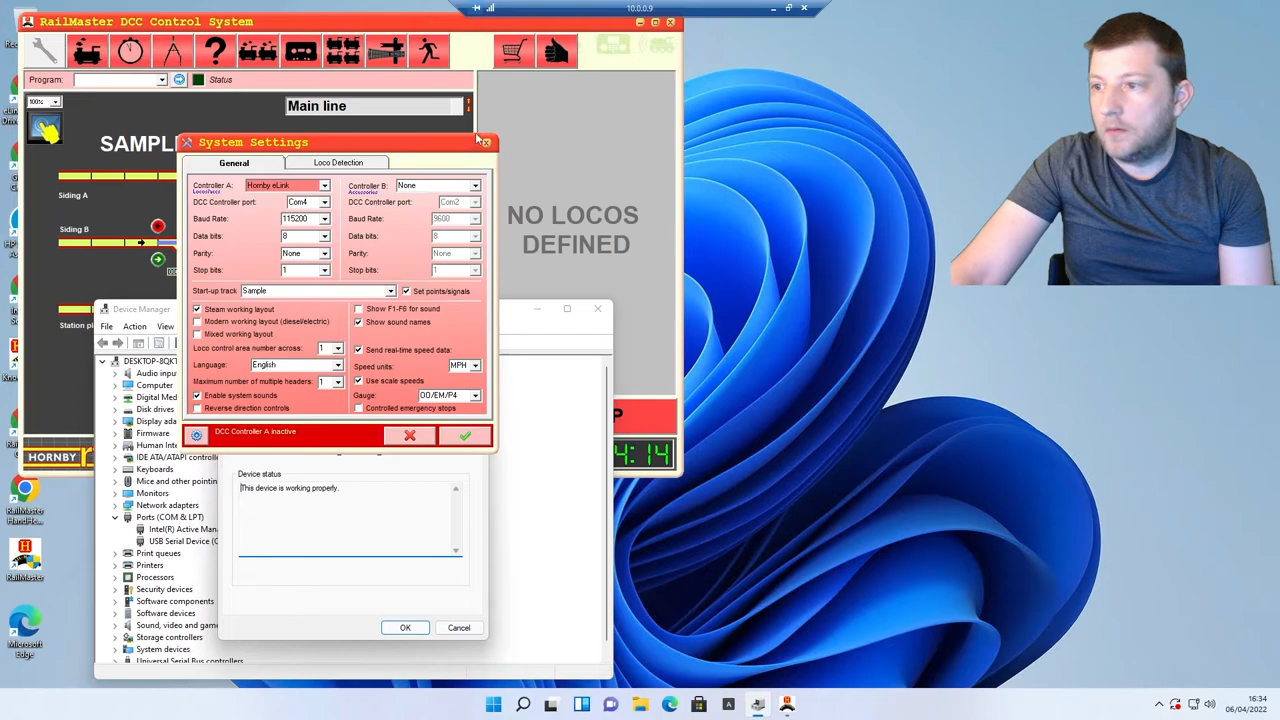 RailMaster DCC Control System
10.0.0.9
Program:
Status
100%
Main line
SAMPL
Siding A
Siding B
Station pl
NO LOCOS
DEFINED
HORNBY
P
4:14
System Settings
General
Loco Detection
Controller A:
Locos/accs
Hornby eLink
Controller B:
Accessories
None
DCC Controller port:
Com4
DCC Controller port:
Com2
Baud Rate:
115200
Baud Rate:
9600
Data bits:
8
Data bits:
8
Parity:
None
Parity:
None
Stop bits:
1
Stop bits:
1
Start-up track
Sample
Set points/signals
Steam working layout
Show F1-F6 for sound
Modern working layout (diesel/electric)
Show sound names
Mixed working layout
Loco control area number across:
1
Send real-time speed data:
Language:
English
Speed units:
MPH
Maximum number of multiple headers:
1
Use scale speeds
Enable system sounds
Gauge:
OO/EM/P4
Reverse direction controls
Controlled emergency stops
DCC Controller A inactive
Device Manager
File
Action
View
DESKTOP-8QKT
Audio inpu
Computer
Digital Med
Disk drives
Display ada
Firmware
Human Inte
IDE ATA/ATAPI controlle
Keyboards
Mice and other pointin
Monitors
Network adapters
Ports (COM & LPT)
Intel(R) Active Man
USB Serial Device (C
Print queues
Printers
Processors
Security devices
Software components
Software devices
Sound, video and game
Storage controllers
System devices
Universal Serial Bus controllers
Device status
This device is working properly.
OK
Cancel
RailMaster
HandHe...
RailMaster
Microsoft
Edge
16:34
06/04/2022